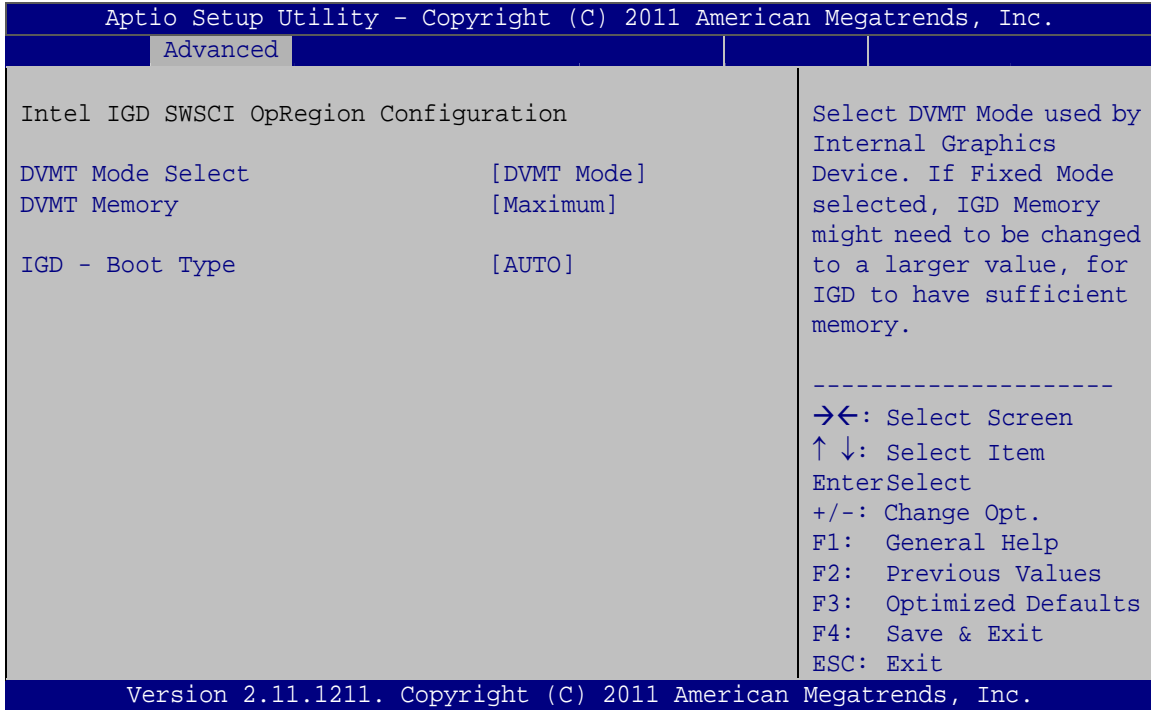 Aptio Setup Utility – Copyright (C) 2011 American Megatrends, Inc.
Advanced
Intel IGD SWSCI OpRegion Configuration
DVMT Mode Select [DVMT Mode]
DVMT Memory [Maximum]
IGD - Boot Type [AUTO]
Select DVMT Mode used by
Internal Graphics
Device. If Fixed Mode
selected, IGD Memory
might need to be changed
to a larger value, for
IGD to have sufficient
memory.
---------------------
→←: Select Screen
↑ ↓: Select Item
EnterSelect
+/-: Change Opt.
F1: General Help
F2: Previous Values
F3: Optimized Defaults
F4: Save & Exit
ESC: Exit
Version 2.11.1211. Copyright (C) 2011 American Megatrends, Inc.